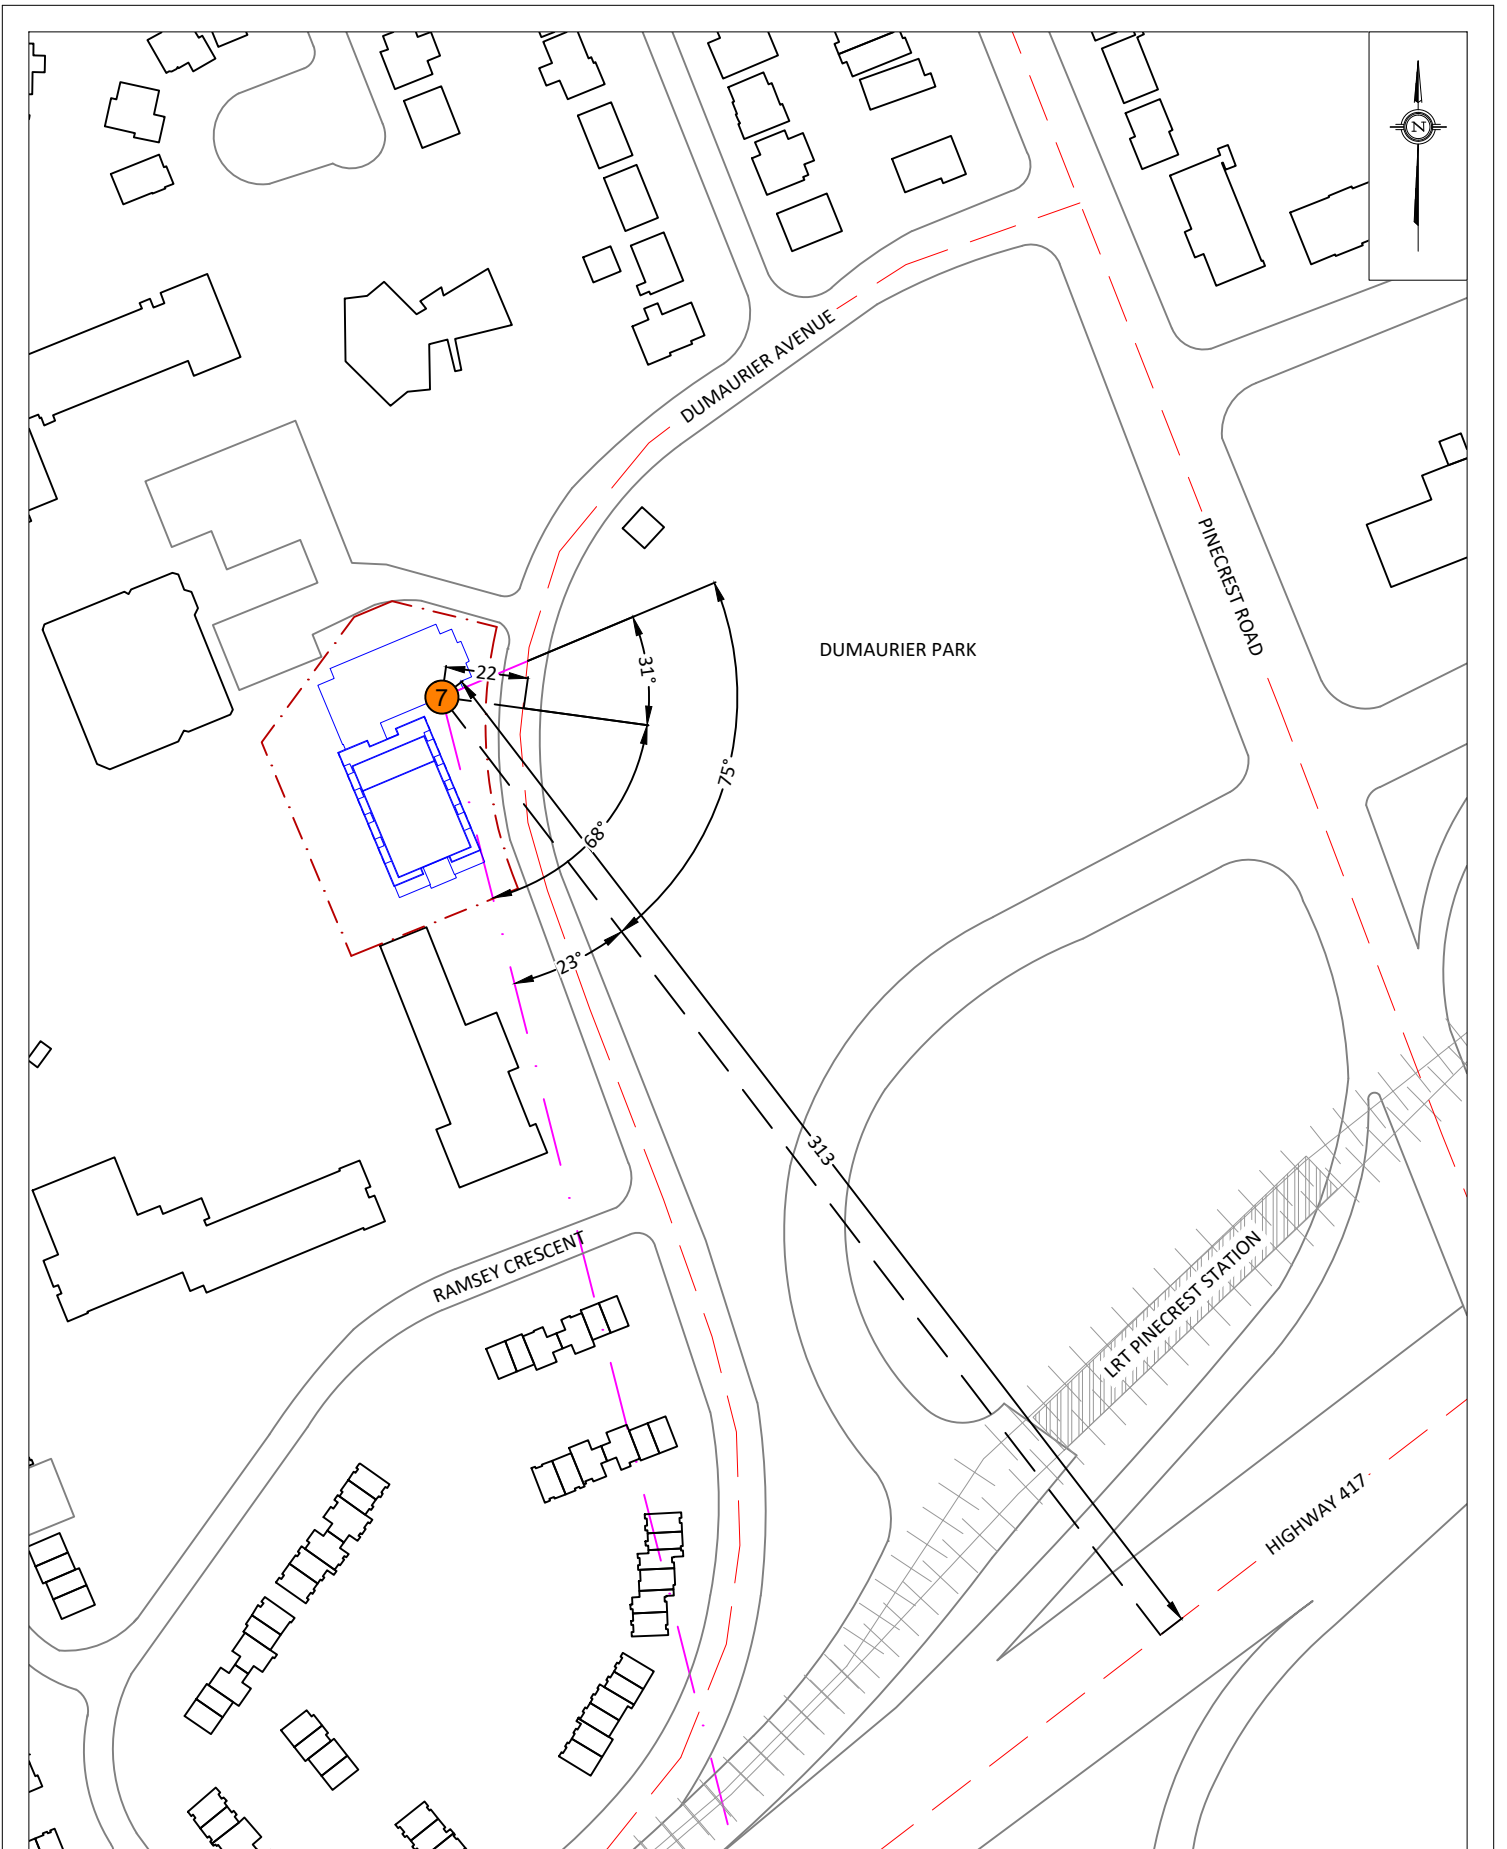 N
DUMAURIER AVENUE
PINECREST ROAD
DUMAURIER PARK
31°
22
7
75°
68°
23°
313
RAMSEY CRESCENT
LRT PINECREST STATION
HIGHWAY 417